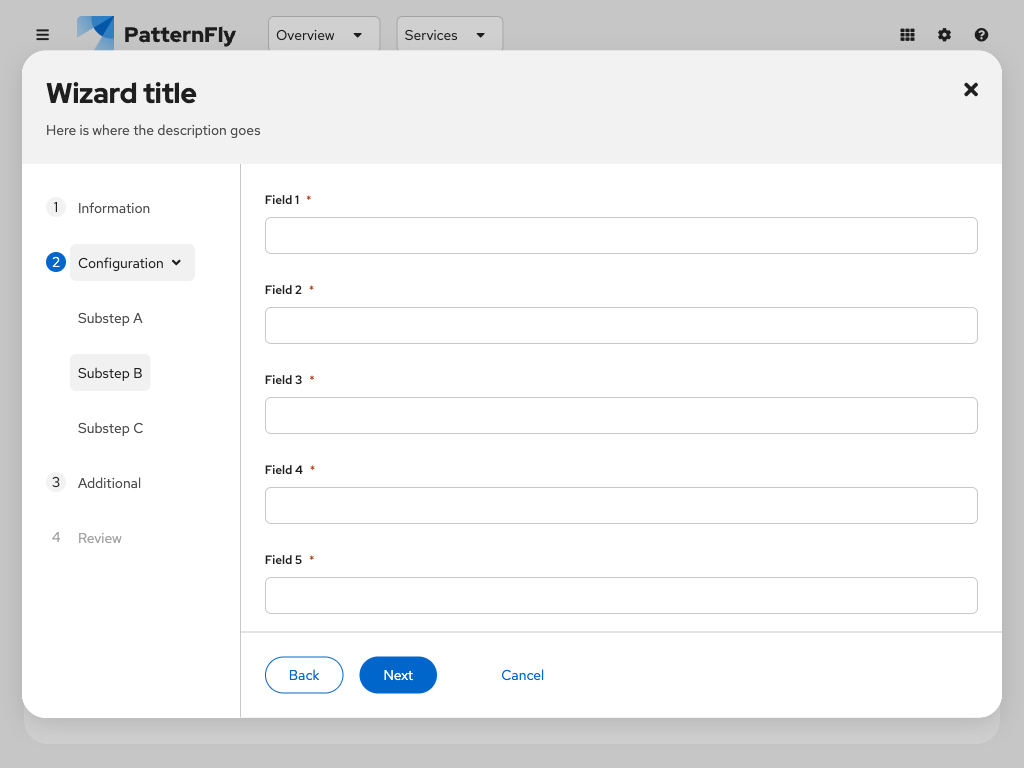 PatternFly
Overview
Services
Wizard title
Here is where the description goes
1 Information
2 Configuration
Substep A
Substep B
Substep C
3 Additional
4 Review
Field 1 *
Field 2 *
Field 3 *
Field 4 *
Field 5 *
Back
Next
Cancel